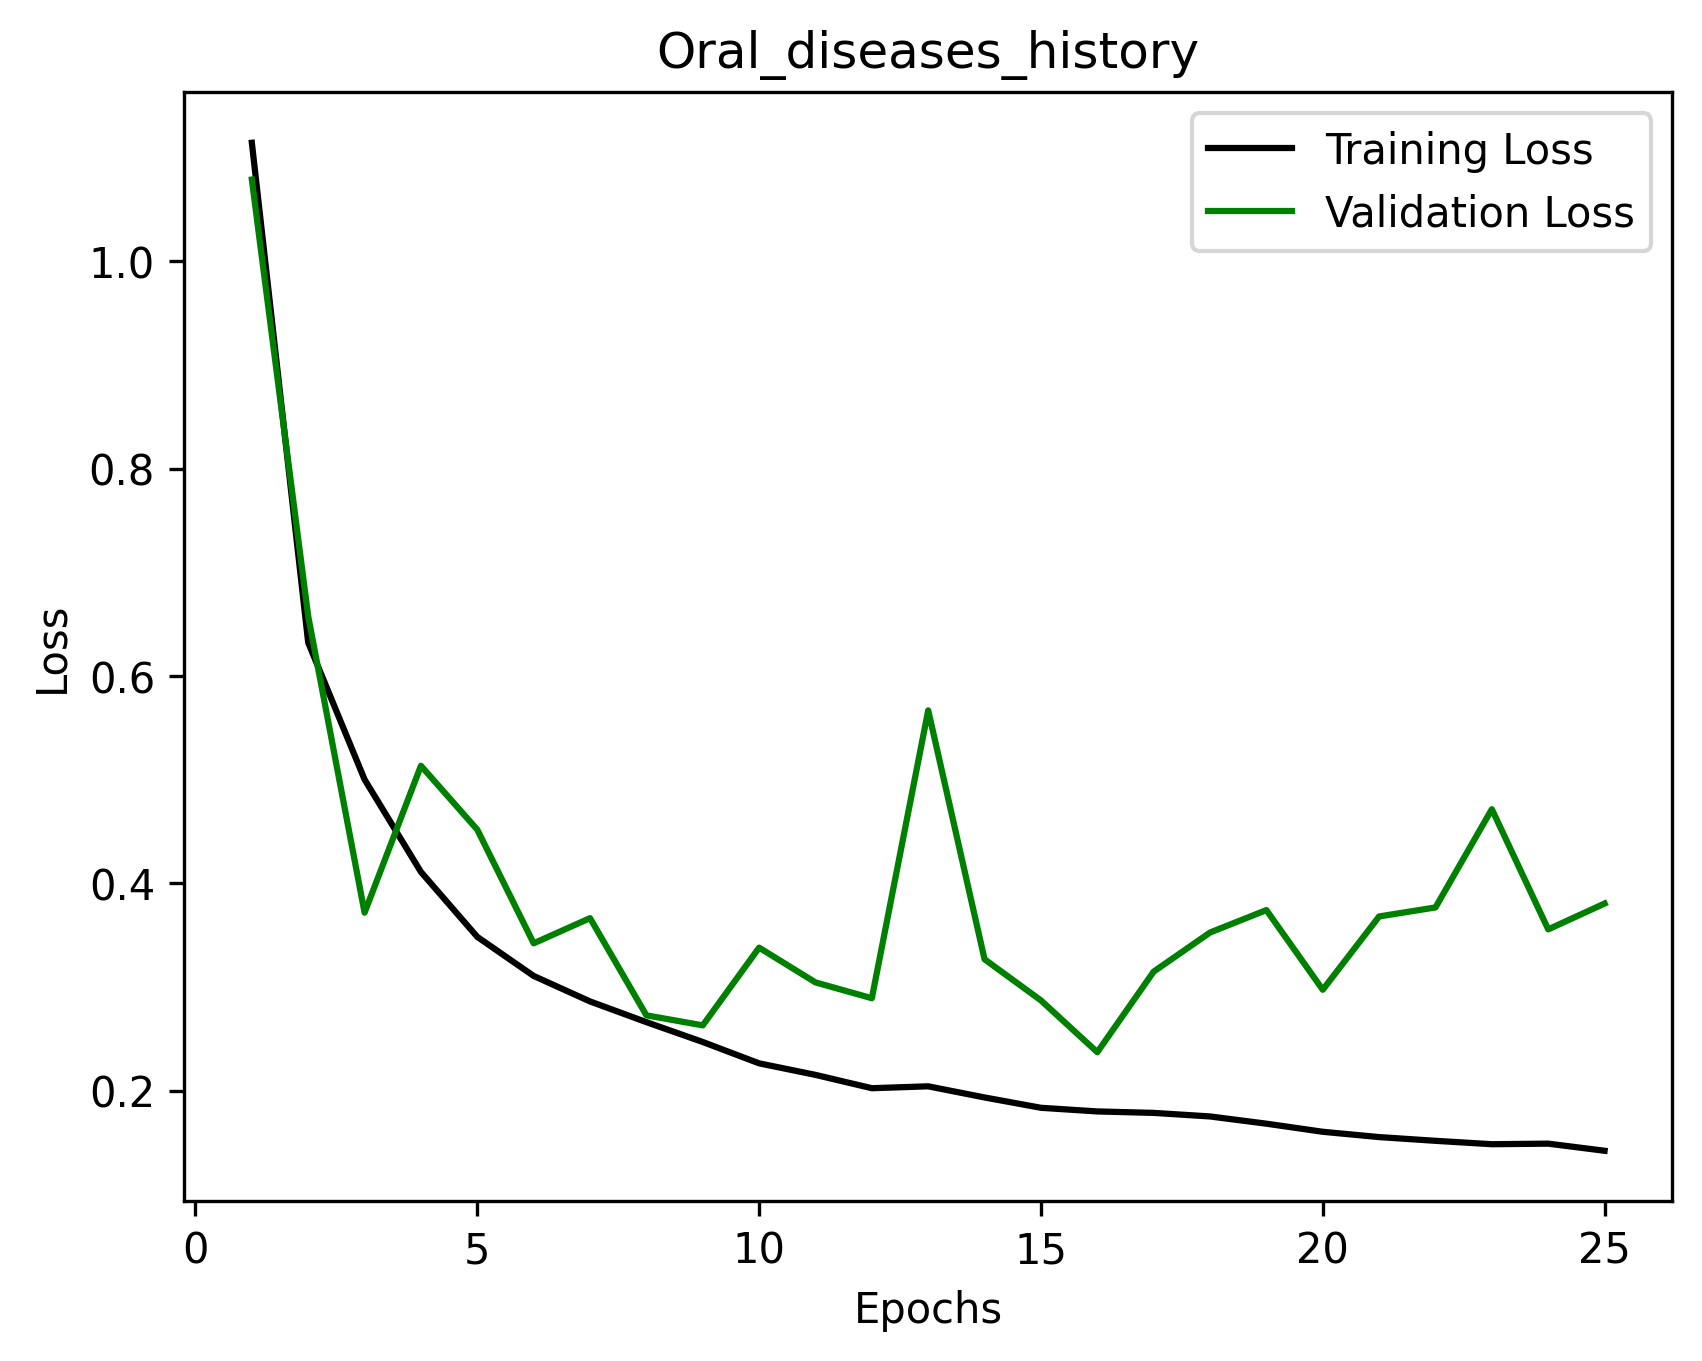 Oral_diseases_history
Training Loss
Validation Loss
1.0
0.8
0.6
0.4
0.2
Loss
0 5 10 15 20 25
Epochs